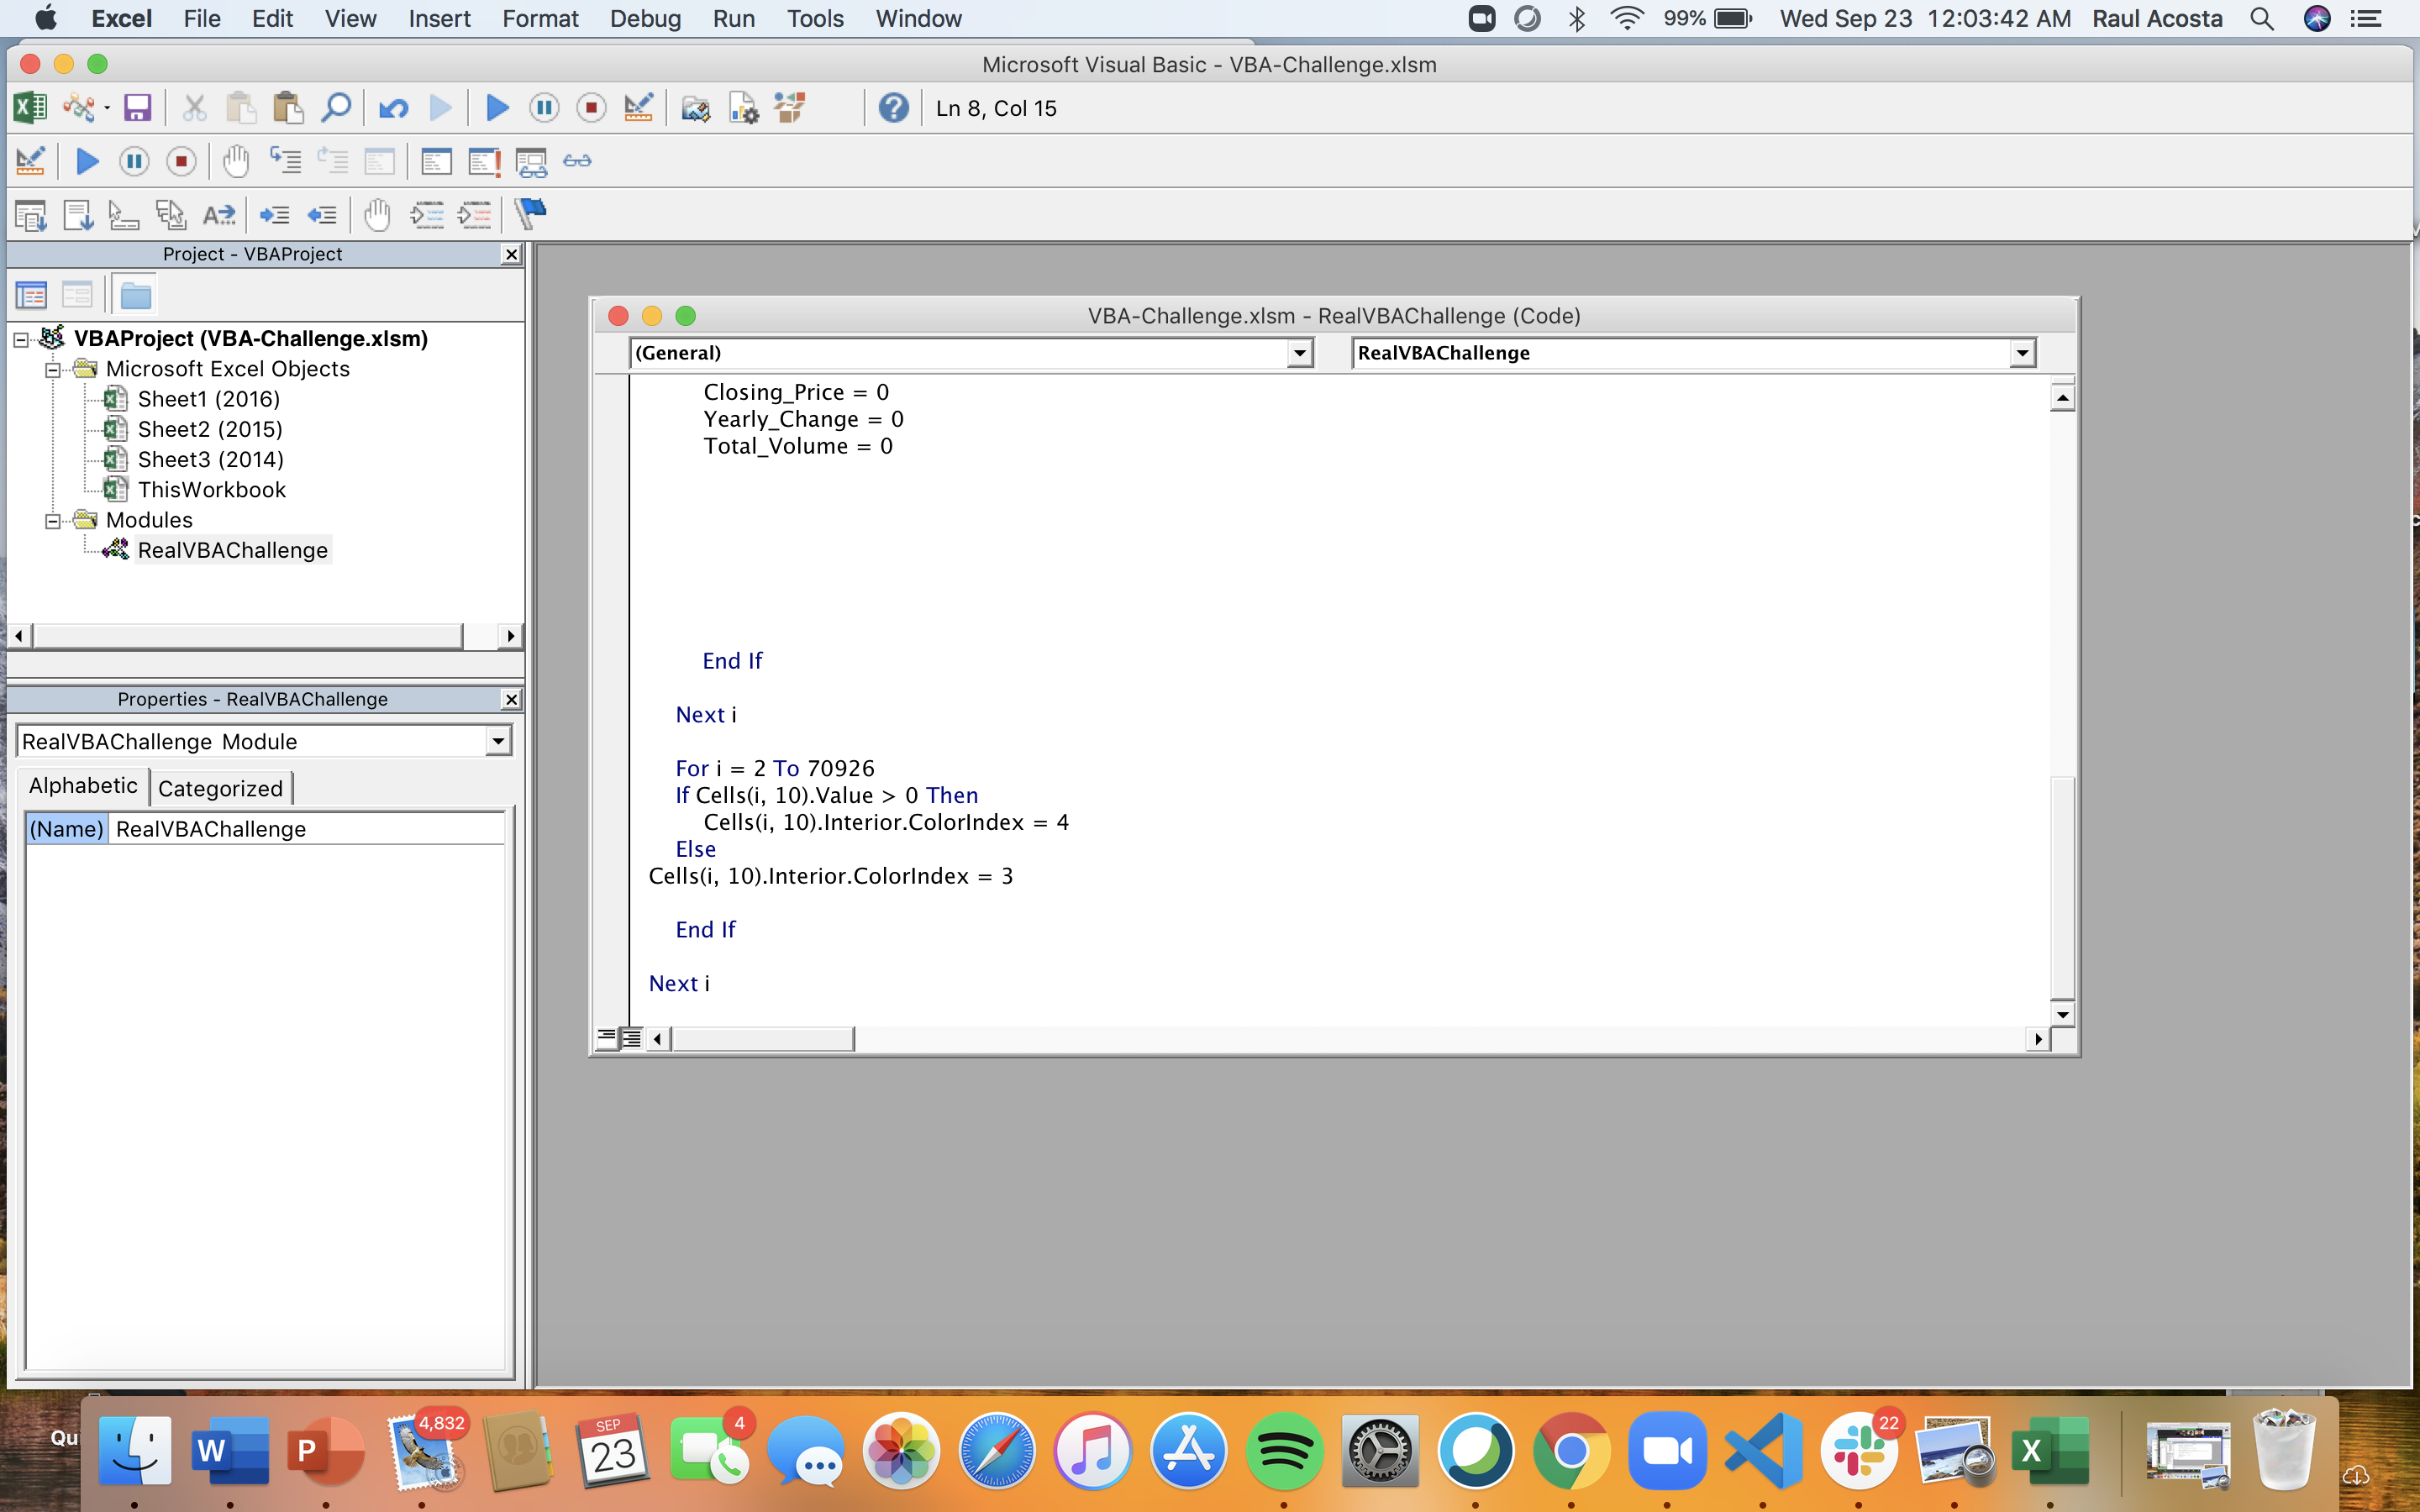 Excel File Edit View Insert Format Debug Run Tools Window 99% Wed Sep 23 12:03:42 AM Raul Acosta
Microsoft Visual Basic - VBA-Challenge.xlsm
Ln 8, Col 15
Project - VBAProject
VBAProject (VBA-Challenge.xlsm)
Microsoft Excel Objects
Sheet1 (2016)
Sheet2 (2015)
Sheet3 (2014)
ThisWorkbook
Modules
RealVBAChallenge
Properties - RealVBAChallenge
RealVBAChallenge Module
Alphabetic Categorized
(Name) RealVBAChallenge
VBA-Challenge.xlsm - RealVBAChallenge (Code)
(General) RealVBAChallenge
Closing_Price = 0
Yearly_Change = 0
Total_Volume = 0
End If
Next i
For i = 2 To 70926
If Cells(i, 10).Value > 0 Then
Cells(i, 10).Interior.ColorIndex = 4
Else
Cells(i, 10).Interior.ColorIndex = 3
End If
Next i
Qu
W
P
4,832
SEP
23
4
22
X